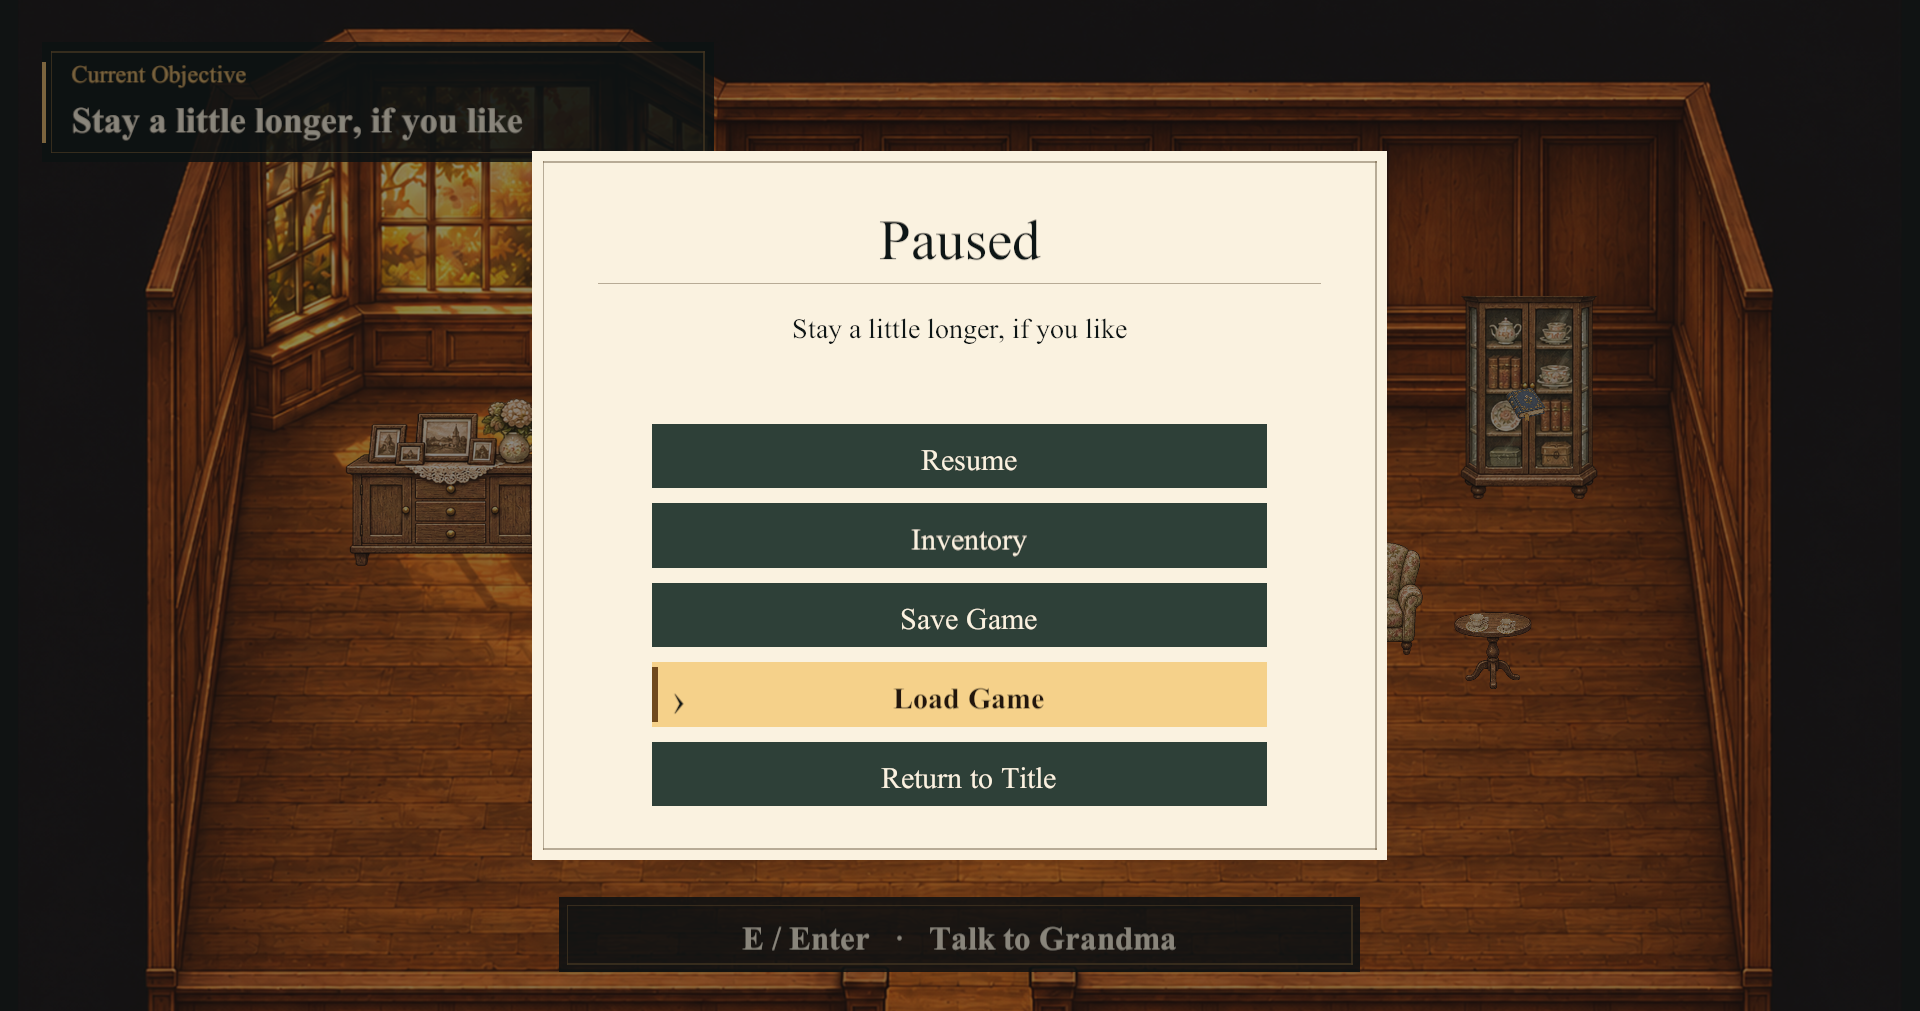 Current Objective
Stay a little longer, if you like
Paused
Stay a little longer, if you like
Resume
Inventory
Save Game
› Load Game
Return to Title
E / Enter · Talk to Grandma